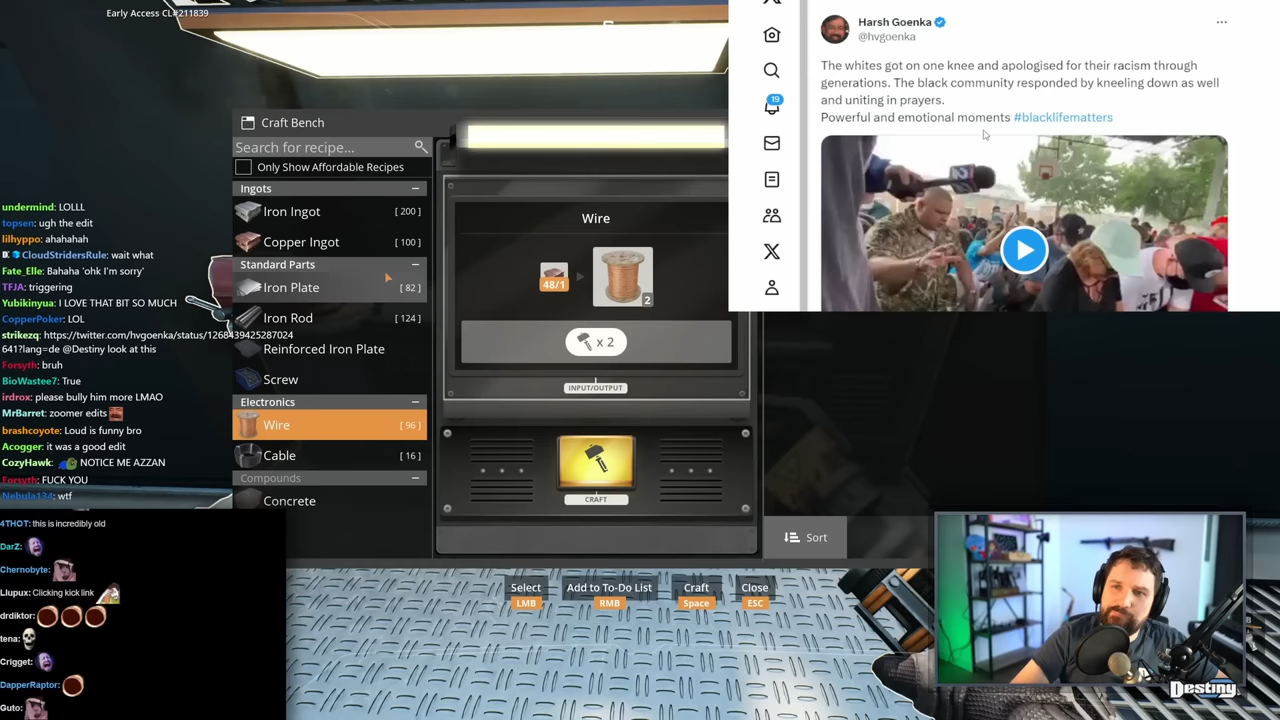 Early Access CL#211839
Harsh Goenka
@hvgoenka
The whites got on one knee and apologised for their racism through
generations. The black community responded by kneeling down as well
and uniting in prayers.
Powerful and emotional moments #blacklifematters
19
Craft Bench
Search for recipe...
Only Show Affordable Recipes
Ingots
Iron Ingot [ 200 ]
Copper Ingot [ 100 ]
Standard Parts
Iron Plate [ 82 ]
Iron Rod [ 124 ]
Reinforced Iron Plate
Screw
Electronics
Wire [ 96 ]
Cable [ 16 ]
Compounds
Concrete
Wire
48/1
2
x 2
INPUT/OUTPUT
CRAFT
Sort
Select
LMB
Add to To-Do List
RMB
Craft
Space
Close
ESC
undermind: LOLLL
topsen: ugh the edit
lilhyppo: ahahahah
CloudStridersRule: wait what
Fate_Elle: Bahaha 'ohk I'm sorry'
TFJA: triggering
Yubikinyua: I LOVE THAT BIT SO MUCH
CopperPoker: LOL
strikezq: https://twitter.com/hvgoenka/status/1268439425287024
641?lang=de @Destiny look at this
Forsyth: bruh
BioWastee7: True
irdrox: please bully him more LMAO
MrBarret: zoomer edits
brashcoyote: Loud is funny bro
Acogger: it was a good edit
CozyHawk: NOTICE ME AZZAN
Forsyth: FUCK YOU
Nebula134: wtf
4THOT: this is incredibly old
DarZ:
Chernobyte:
Llupux: Clicking kick link
drdiktor:
tena:
Crigget:
DapperRaptor:
Guto:
Destiny